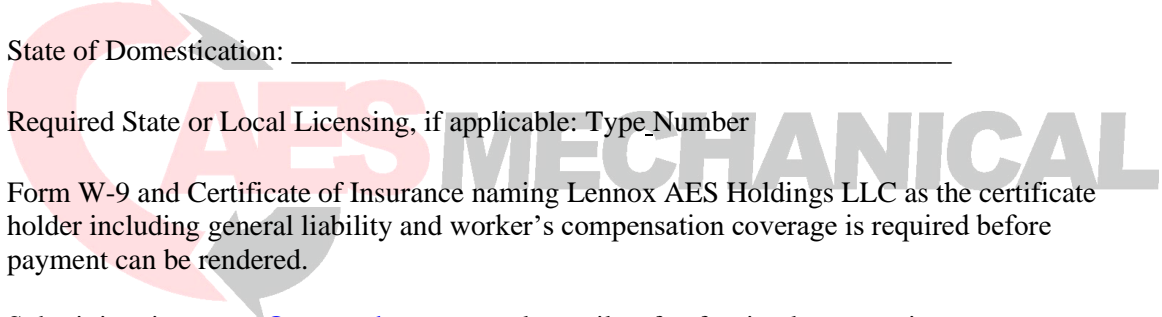 State of Domestication: _______________________________________________
Required State or Local Licensing, if applicable: Type Number
AES MECHANICAL
Form W-9 and Certificate of Insurance naming Lennox AES Holdings LLC as the certificate
holder including general liability and worker’s compensation coverage is required before
payment can be rendered.